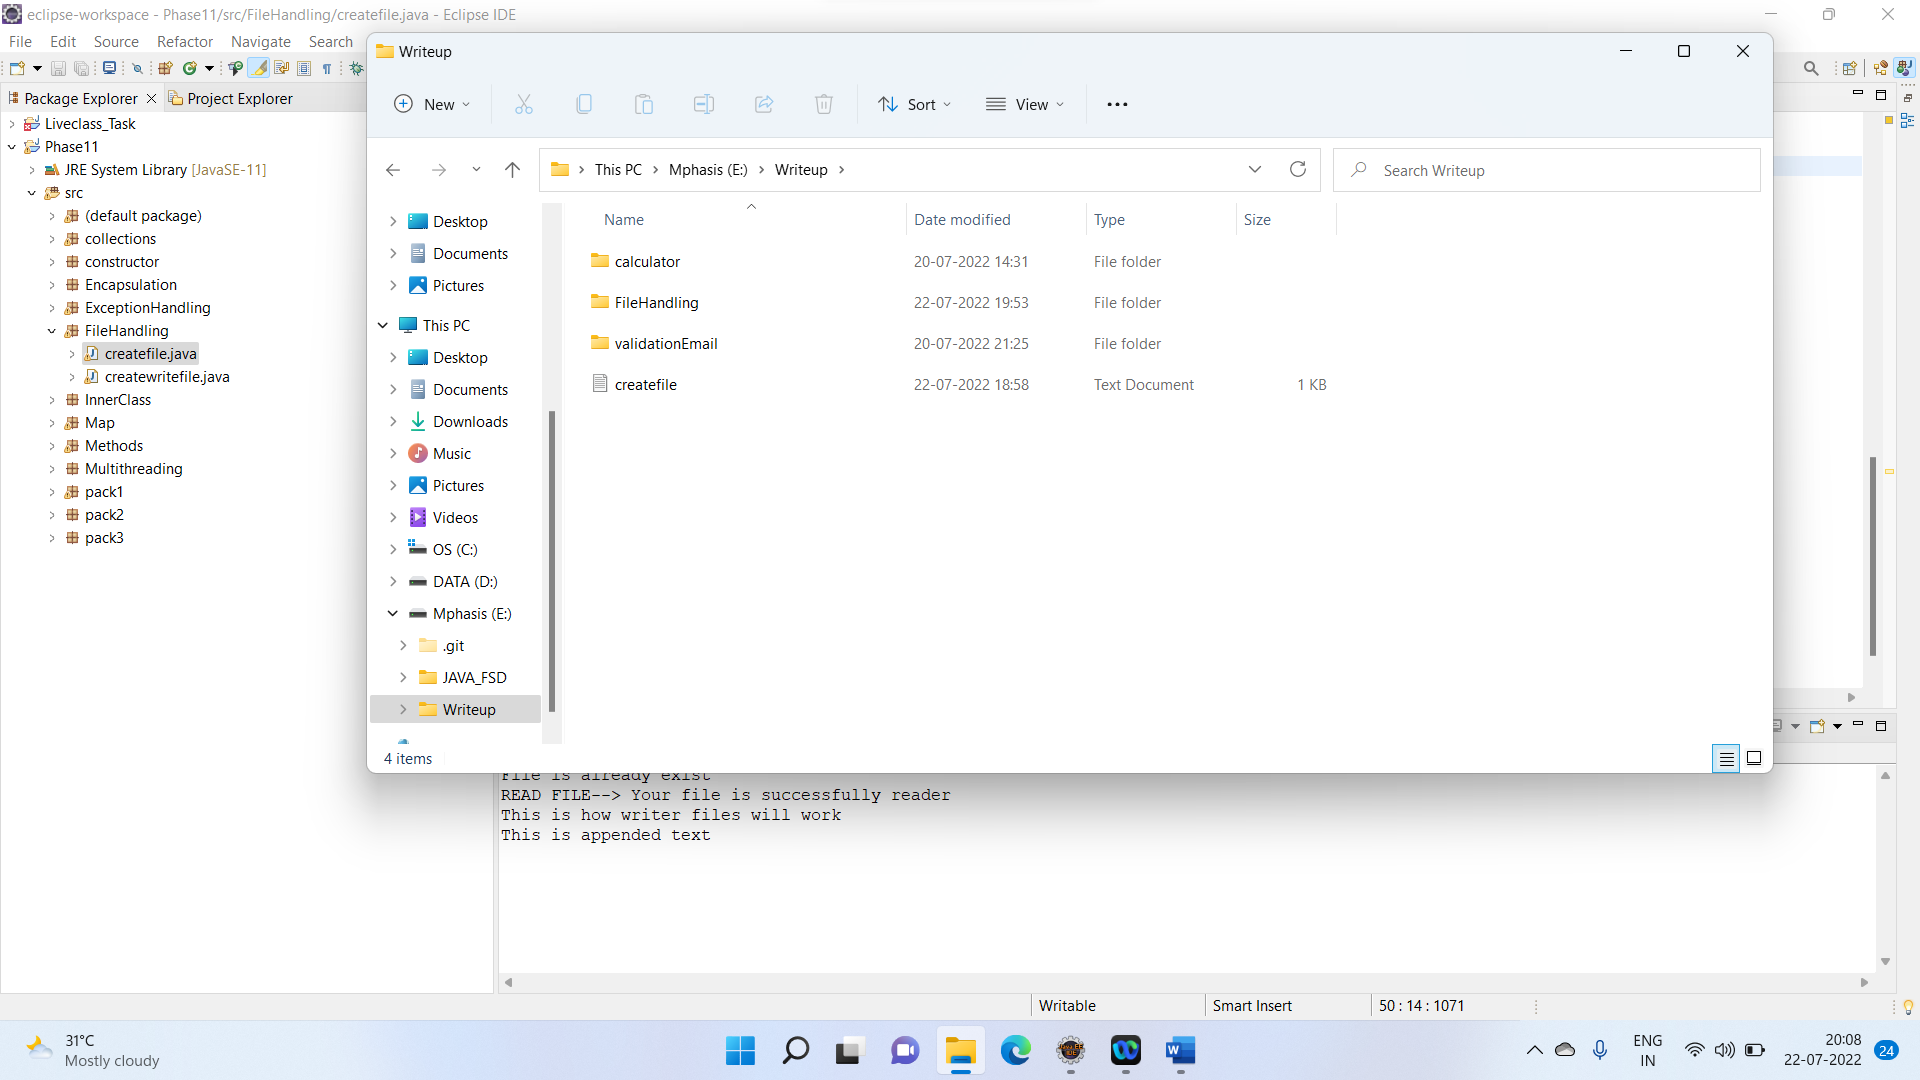 eclipse-workspace - Phase11/src/FileHandling/createfile.java - Eclipse IDE
File Edit Source Refactor Navigate Search
Package Explorer Project Explorer
Liveclass_Task
Phase11
JRE System Library [JavaSE-11]
src
(default package)
collections
constructor
Encapsulation
ExceptionHandling
FileHandling
createfile.java
createwritefile.java
InnerClass
Map
Methods
Multithreading
pack1
pack2
pack3
Writeup
New Sort View
This PC > Mphasis (E:) > Writeup >
Search Writeup
Desktop
Documents
Pictures
This PC
Desktop
Documents
Downloads
Music
Pictures
Videos
OS (C:)
DATA (D:)
Mphasis (E:)
.git
JAVA_FSD
Writeup
Name Date modified Type Size
calculator 20-07-2022 14:31 File folder
FileHandling 22-07-2022 19:53 File folder
validationEmail 20-07-2022 21:25 File folder
createfile 22-07-2022 18:58 Text Document 1 KB
4 items
File is already exist
READ FILE--> Your file is successfully reader
This is how writer files will work
This is appended text
Writable Smart Insert 50 : 14 : 1071
31°C
Mostly cloudy
ENG
IN
20:08
22-07-2022
24